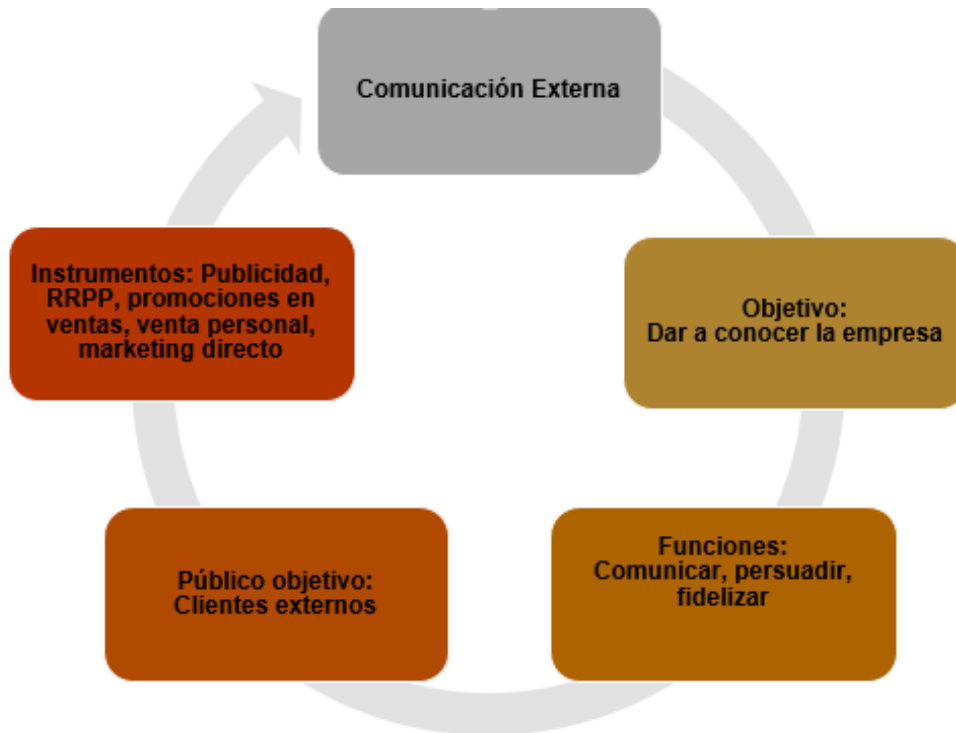 Comunicación Externa
Objetivo:
Dar a conocer la empresa
Funciones:
Comunicar, persuadir,
fidelizar
Público objetivo:
Clientes externos
Instrumentos: Publicidad,
RRPP, promociones en
ventas, venta personal,
marketing directo